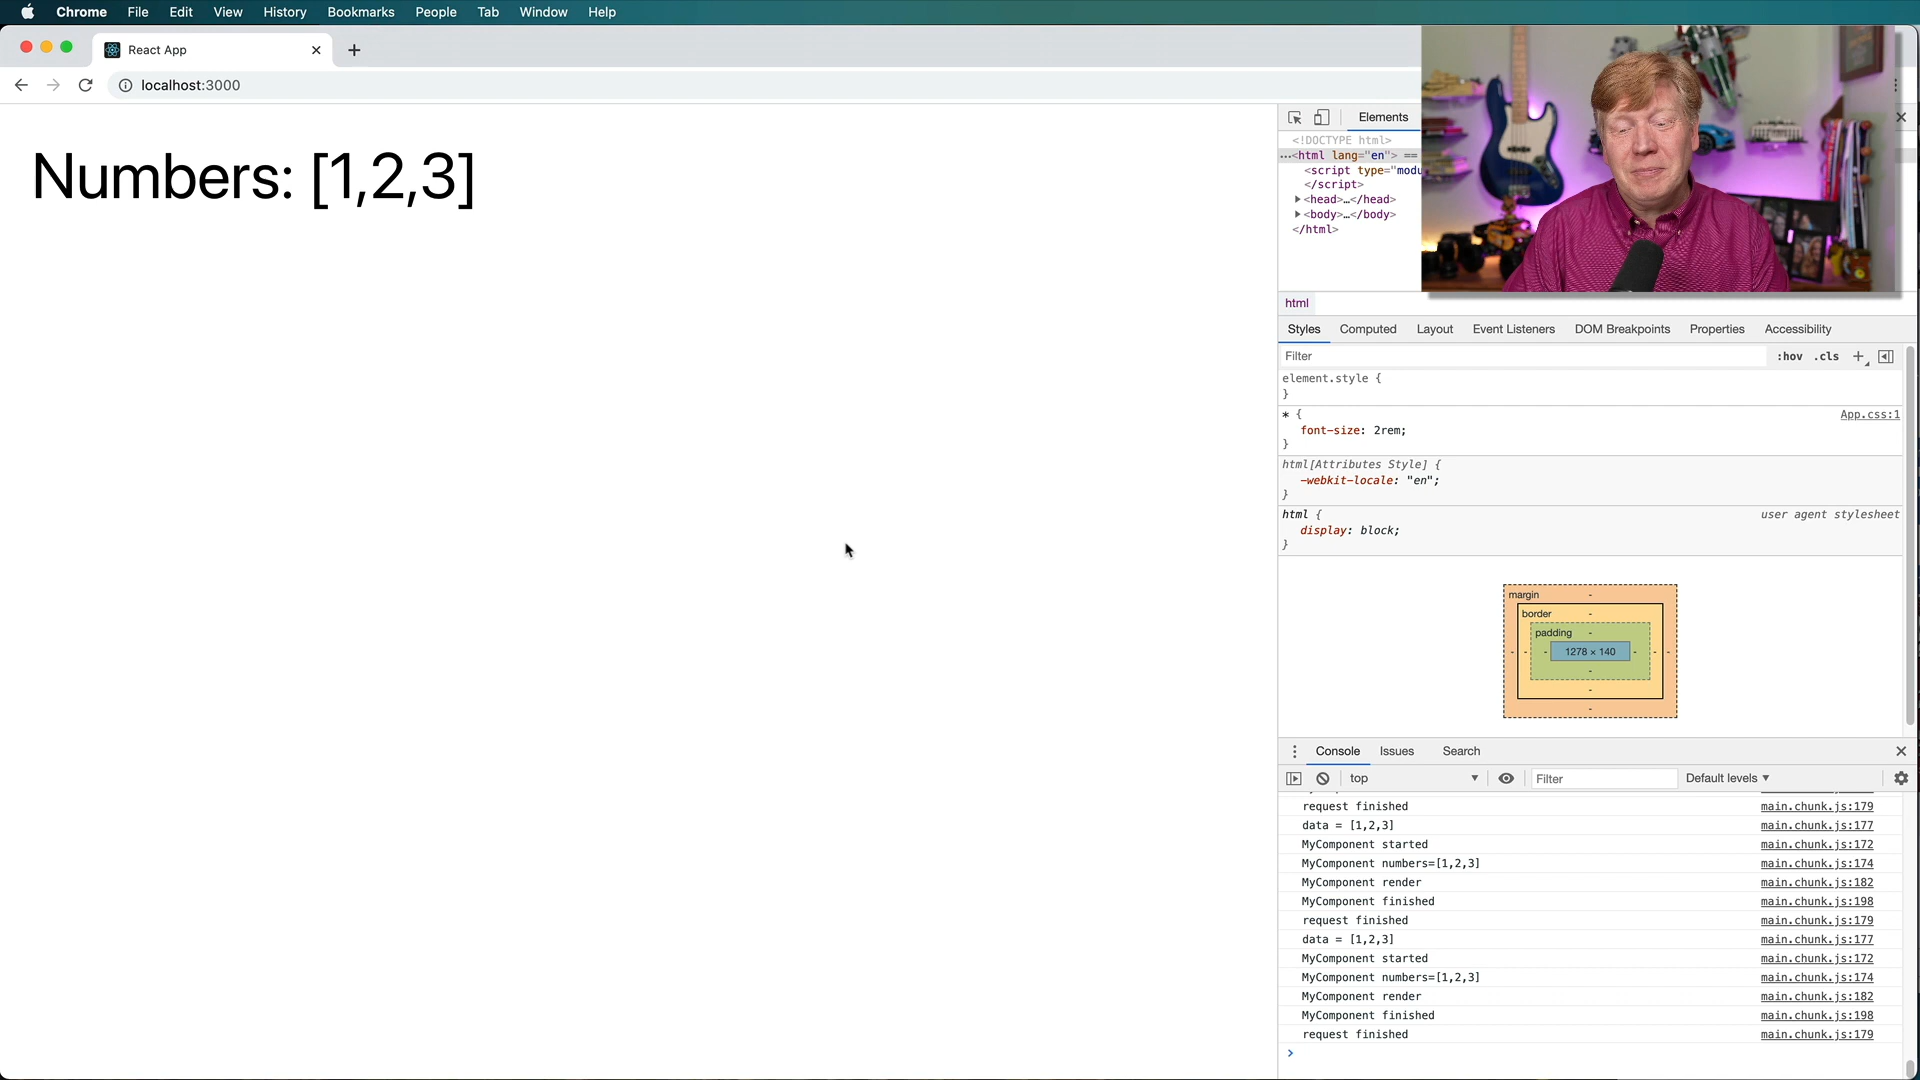 Chrome File Edit View History Bookmarks People Tab Window Help
React App
localhost:3000
Numbers: [1,2,3]
Elements
<!DOCTYPE html>
…<html lang="en"> ==
<script type="modu
</script>
<head>…</head>
<body>…</body>
</html>
html
Styles Computed Layout Event Listeners DOM Breakpoints Properties Accessibility
Filter :hov .cls +
element.style {
}
* { App.css:1
font-size: 2rem;
}
html[Attributes Style] {
-webkit-locale: "en";
}
html { user agent stylesheet
display: block;
}
margin -
border -
padding -
- - - 1278 × 140 - - -
-
-
-
Console Issues Search
top Filter Default levels
request finished main.chunk.js:179
data = [1,2,3] main.chunk.js:177
MyComponent started main.chunk.js:172
MyComponent numbers=[1,2,3] main.chunk.js:174
MyComponent render main.chunk.js:182
MyComponent finished main.chunk.js:198
request finished main.chunk.js:179
data = [1,2,3] main.chunk.js:177
MyComponent started main.chunk.js:172
MyComponent numbers=[1,2,3] main.chunk.js:174
MyComponent render main.chunk.js:182
MyComponent finished main.chunk.js:198
request finished main.chunk.js:179